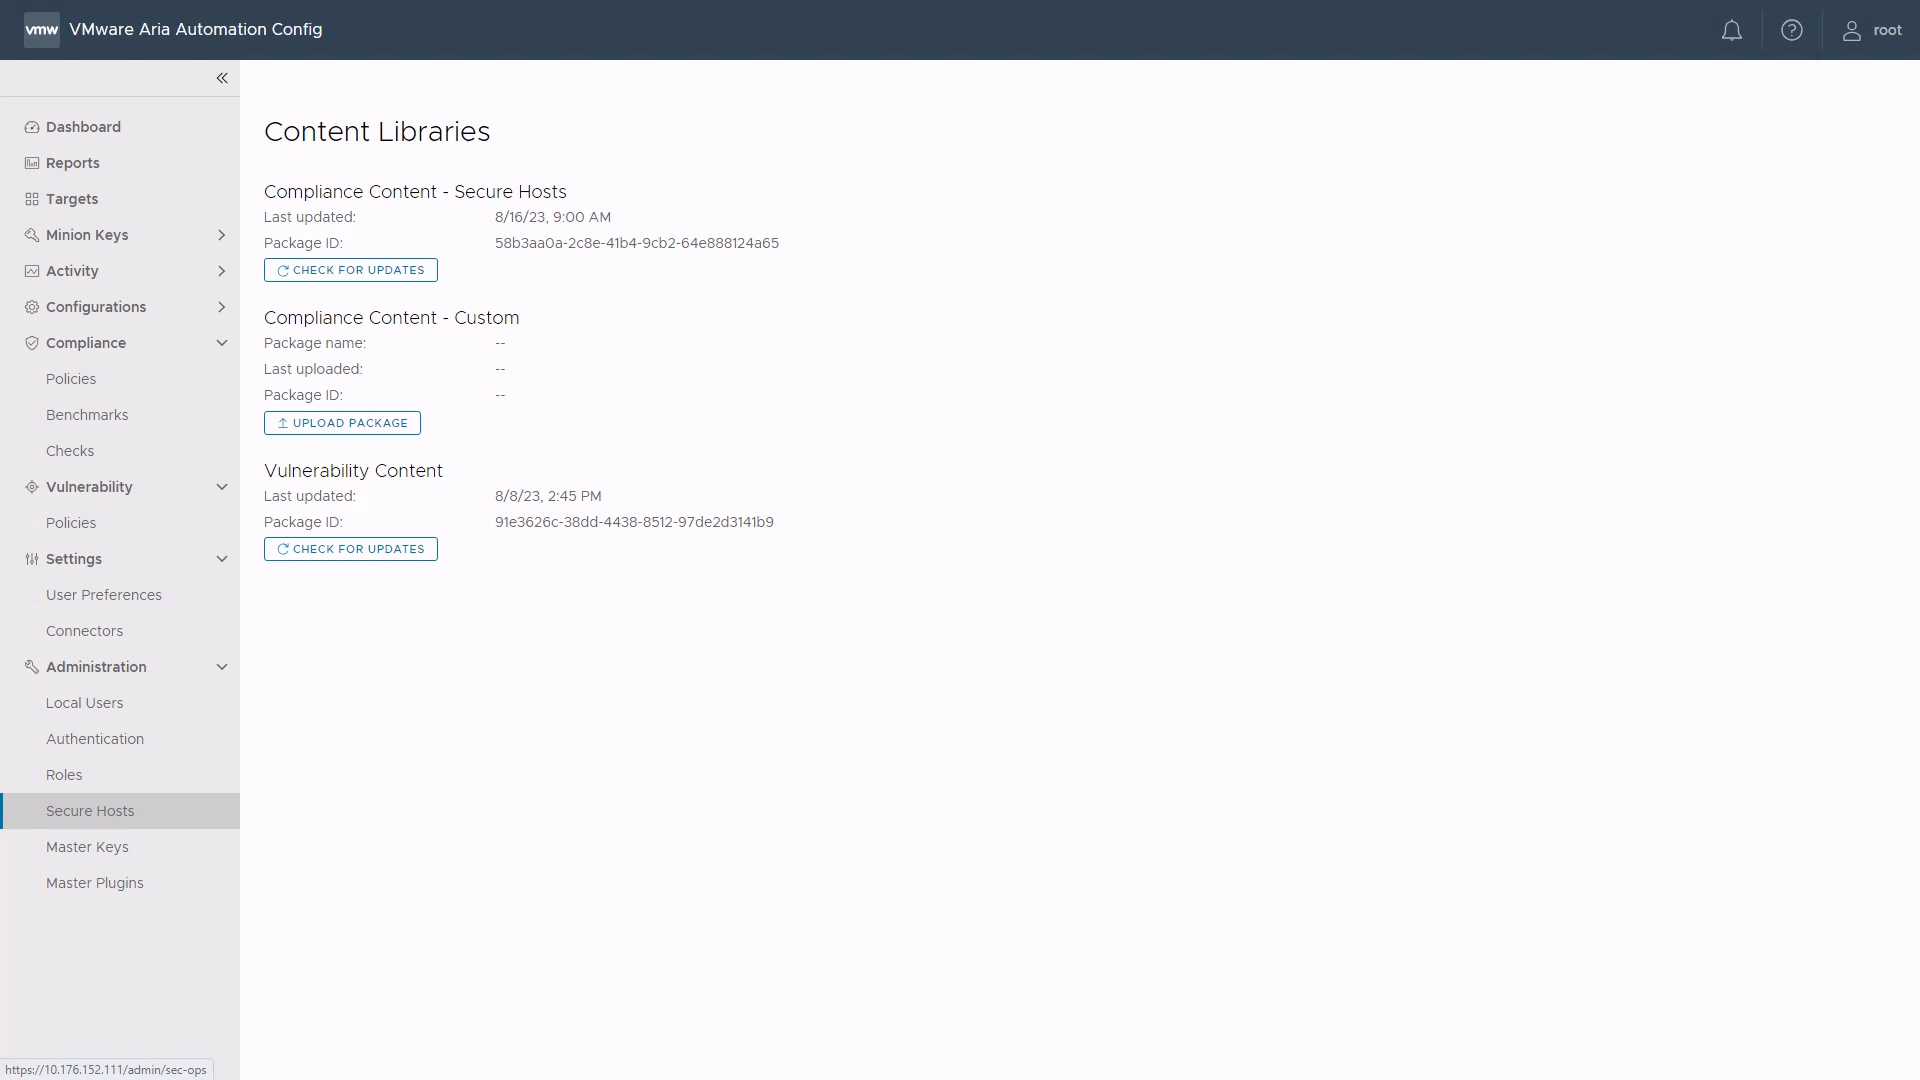 vmw VMware Aria Automation Config
root
Dashboard
Reports
Targets
Minion Keys
Activity
Configurations
Compliance
Policies
Benchmarks
Checks
Vulnerability
Policies
Settings
User Preferences
Connectors
Administration
Local Users
Authentication
Roles
Secure Hosts
Master Keys
Master Plugins
Content Libraries
Compliance Content - Secure Hosts
Last updated: 8/16/23, 9:00 AM
Package ID: 58b3aa0a-2c8e-41b4-9cb2-64e888124a65
CHECK FOR UPDATES
Compliance Content - Custom
Package name: --
Last uploaded: --
Package ID: --
UPLOAD PACKAGE
Vulnerability Content
Last updated: 8/8/23, 2:45 PM
Package ID: 91e3626c-38dd-4438-8512-97de2d3141b9
CHECK FOR UPDATES
https://10.176.152.111/admin/sec-ops